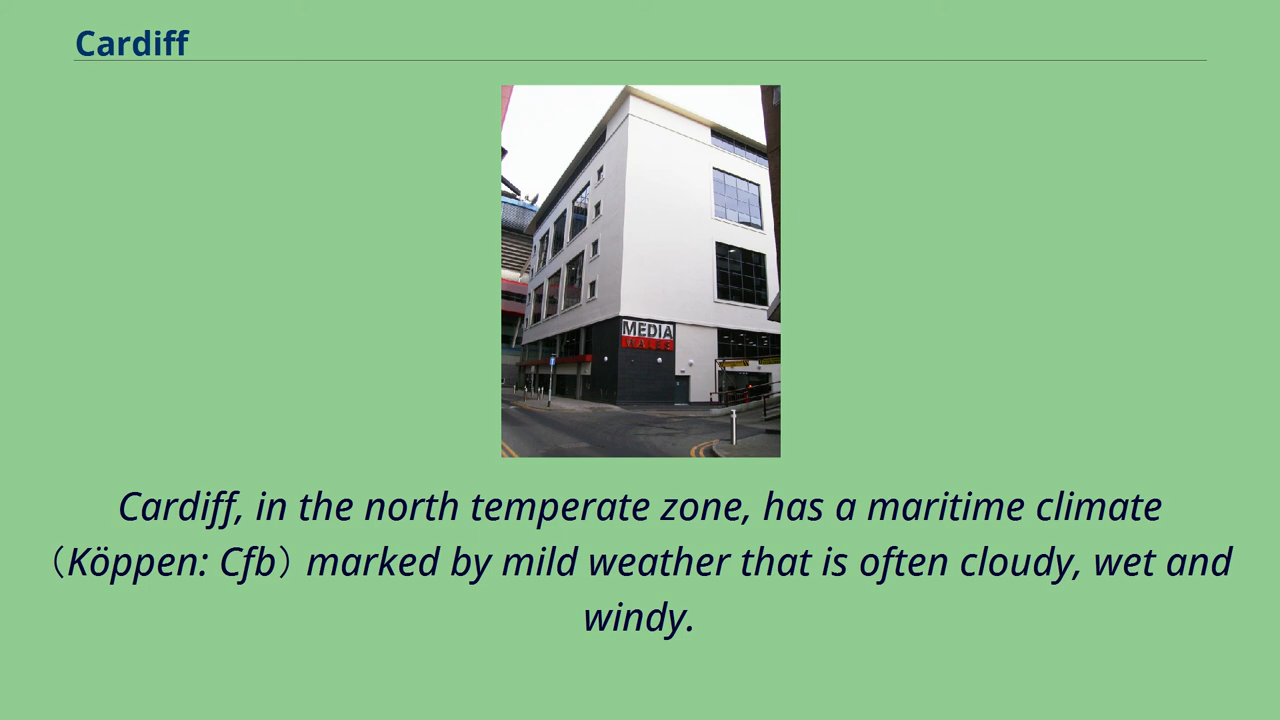 Cardiff
MEDIA
WALES
Cardiff, in the north temperate zone, has a maritime climate
（Köppen: Cfb）marked by mild weather that is often cloudy, wet and
windy.